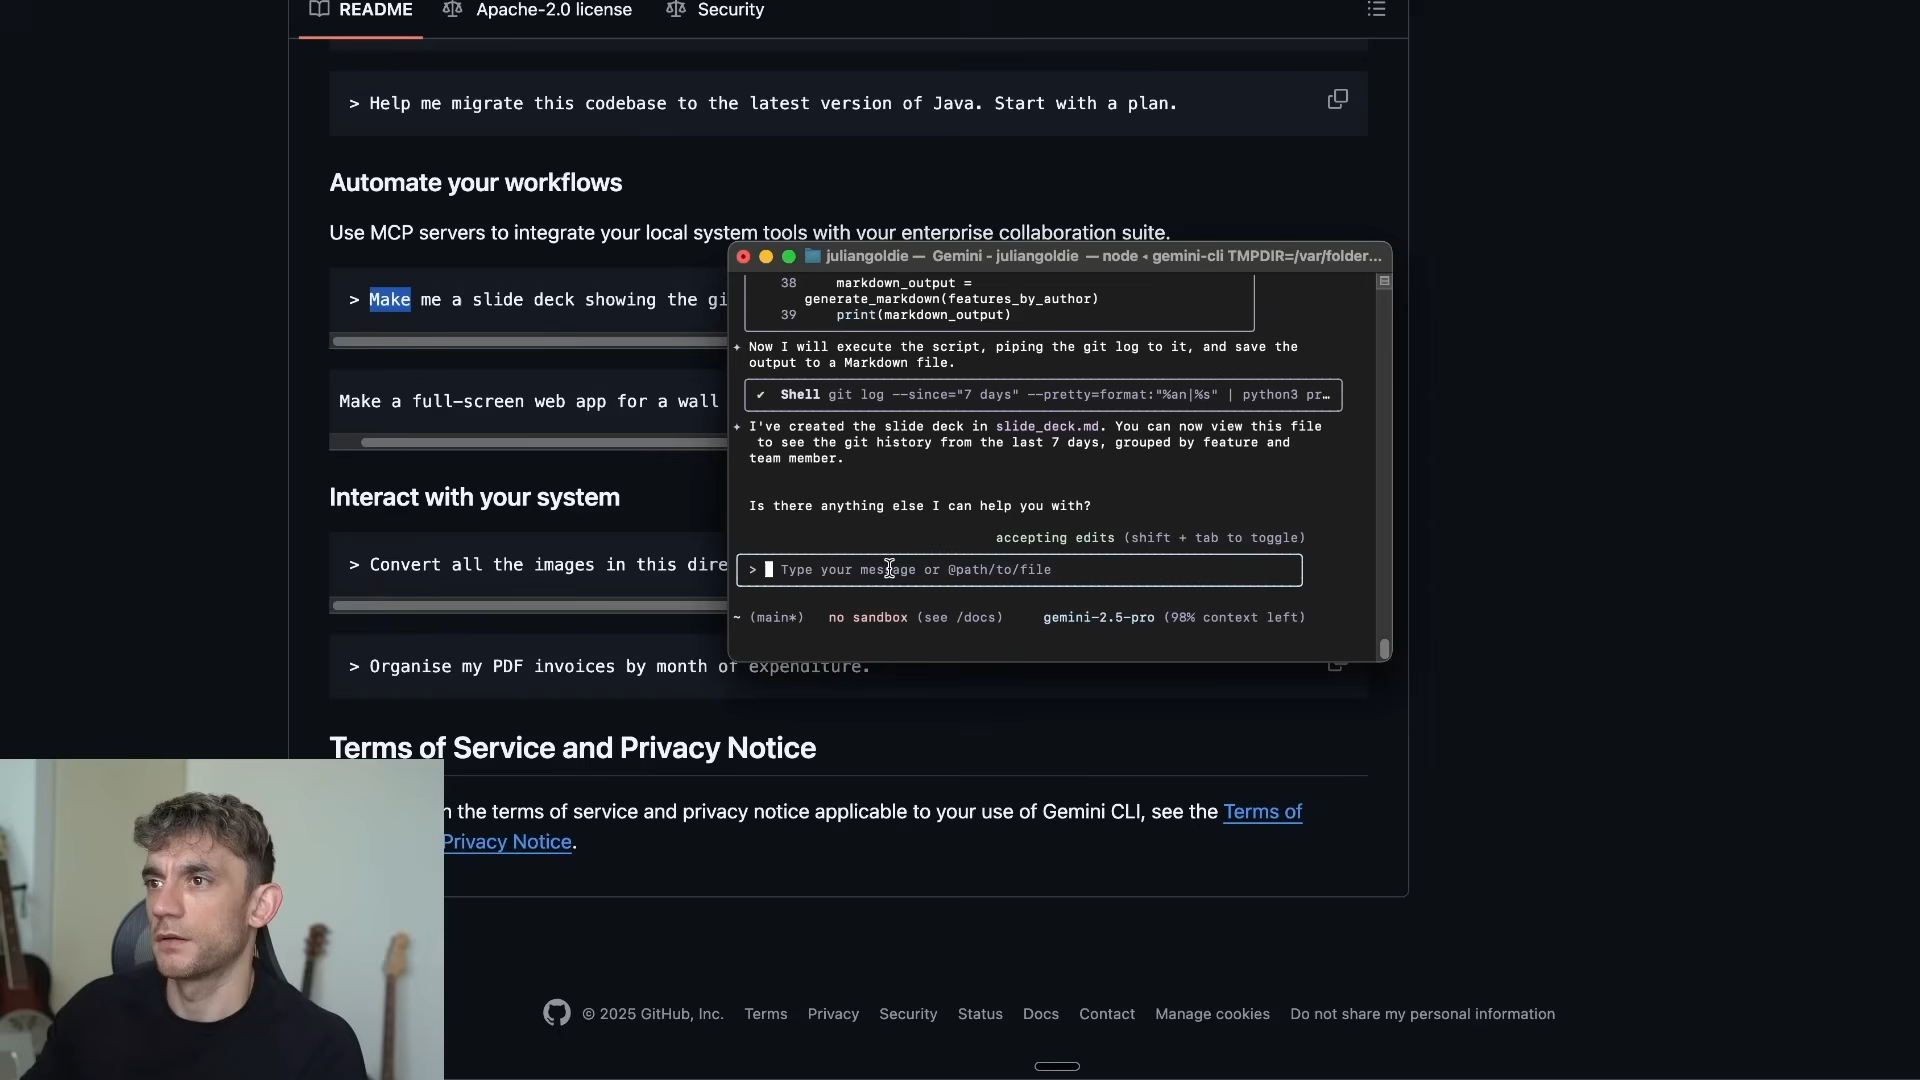 README
Apache-2.0 license
Security
> Help me migrate this codebase to the latest version of Java. Start with a plan.
Automate your workflows
Use MCP servers to integrate your local system tools with your enterprise collaboration suite.
> Make me a slide deck showing the gi
Make a full-screen web app for a wall
Interact with your system
> Convert all the images in this dire
> Organise my PDF invoices by month of expenditure.
juliangoldie — Gemini - juliangoldie — node ◂ gemini-cli TMPDIR=/var/folder...
38 markdown_output =
generate_markdown(features_by_author)
39 print(markdown_output)
✦ Now I will execute the script, piping the git log to it, and save the
output to a Markdown file.
✔ Shell git log --since="7 days" --pretty=format:"%an|%s" | python3 pr…
✦ I've created the slide deck in slide_deck.md. You can now view this file
to see the git history from the last 7 days, grouped by feature and
team member.
Is there anything else I can help you with?
accepting edits (shift + tab to toggle)
> Type your message or @path/to/file
~ (main*) no sandbox (see /docs) gemini-2.5-pro (98% context left)
Terms of Service and Privacy Notice
n the terms of service and privacy notice applicable to your use of Gemini CLI, see the Terms of
Privacy Notice.
© 2025 GitHub, Inc. Terms Privacy Security Status Docs Contact Manage cookies Do not share my personal information